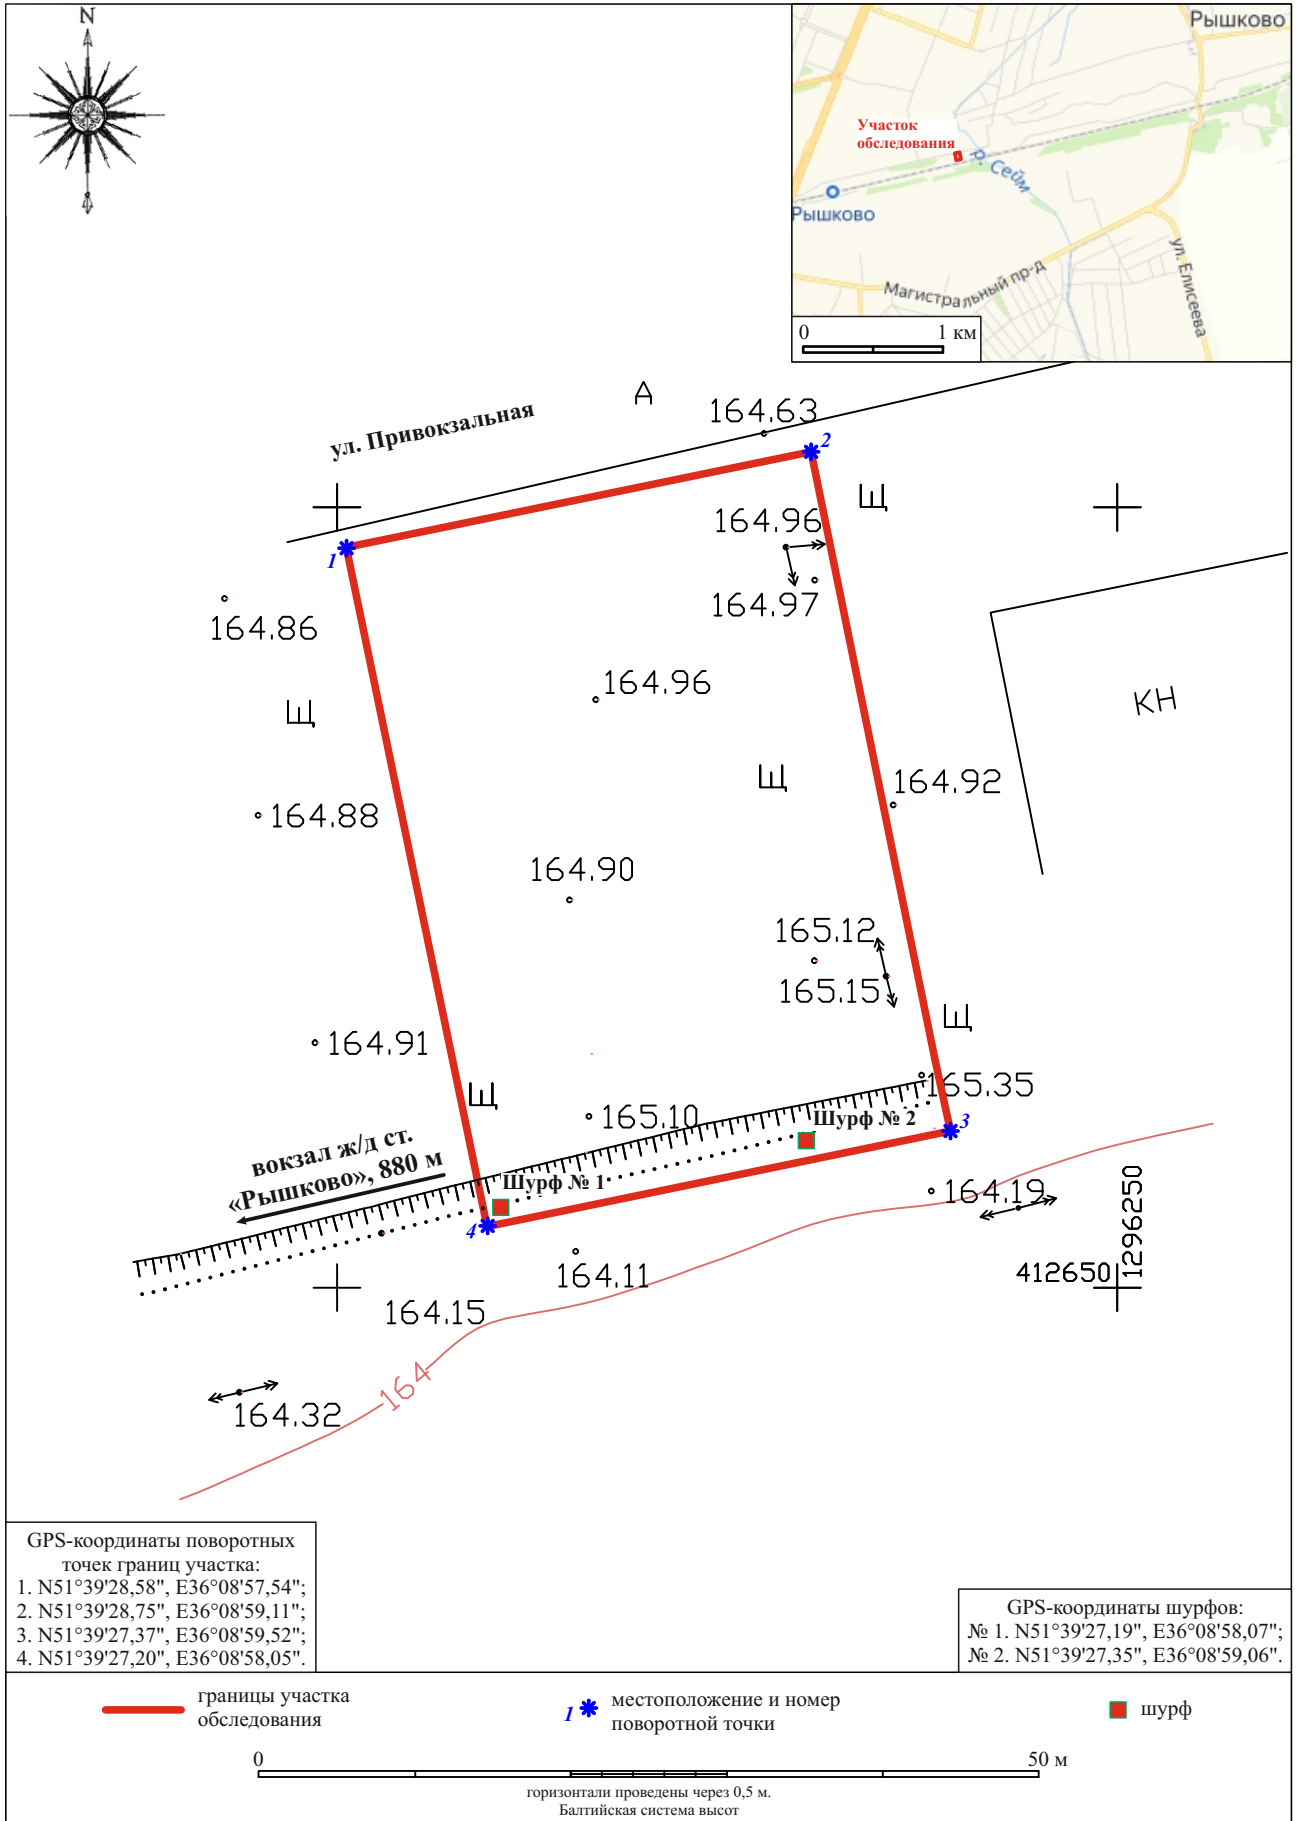 N
Рышково
Участок
обследования
р. Сейм
Рышково
Магистральный пр-д
ул. Елисеева
0 1 км
ул. Привокзальная
А
164.63
2
Щ
164.96
1
164.97
164.86
164.96
КН
Щ
Щ
164.92
164.88
164.90
165.12
165.15
Щ
164.91
165.35
Щ
165.10
Шурф № 2
3
вокзал ж/д ст.
«Рышково», 880 м
Шурф № 1
164.19
4
1296250
164.11
412650
164.15
164
164.32
GPS-координаты поворотных
точек границ участка:
1. N51°39'28,58", E36°08'57,54";
2. N51°39'28,75", E36°08'59,11";
3. N51°39'27,37", E36°08'59,52";
4. N51°39'27,20", E36°08'58,05".
GPS-координаты шурфов:
№ 1. N51°39'27,19", E36°08'58,07";
№ 2. N51°39'27,35", E36°08'59,06".
границы участка
обследования
1
местоположение и номер
поворотной точки
шурф
0 50 м
горизонтали проведены через 0,5 м.
Балтийская система высот